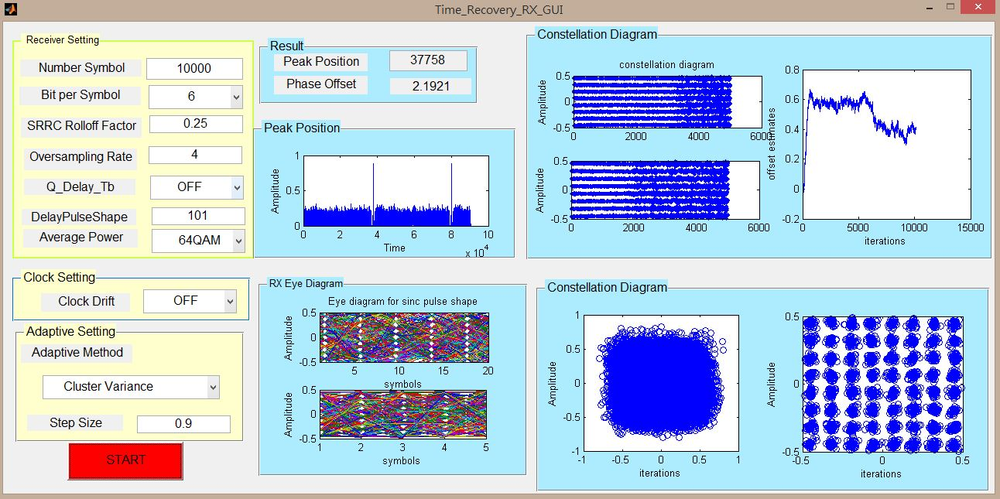 Time_Recovery_RX_GUI
Receiver Setting
Number Symbol
10000
Bit per Symbol
6
SRRC Rolloff Factor
0.25
Oversampling Rate
4
Q_Delay_Tb
OFF
DelayPulseShape
101
Average Power
64QAM
Clock Setting
Clock Drift
OFF
Adaptive Setting
Adaptive Method
Cluster Variance
Step Size
0.9
START
Result
Peak Position
37758
Phase Offset
2.1921
Peak Position
Amplitude
1
0.5
0
0 2 4 6 8 10
Time
x 10^4
RX Eye Diagram
Eye diagram for sinc pulse shape
Amplitude
0.5
0
-0.5
5 10 15 20
symbols
Amplitude
0.5
0
-0.5
1 2 3 4 5
symbols
Constellation Diagram
constellation diagram
Amplitude
0.5
0
-0.5
0 2000 4000 6000
Amplitude
0.5
0
-0.5
0 2000 4000 6000
offset estimates
0.8
0.6
0.4
0.2
0
-0.2
0 5000 10000 15000
iterations
Constellation Diagram
Amplitude
1
0.5
0
-0.5
-1
-1 -0.5 0 0.5 1
iterations
Amplitude
0.5
0
-0.5
-0.5 0 0.5
iterations